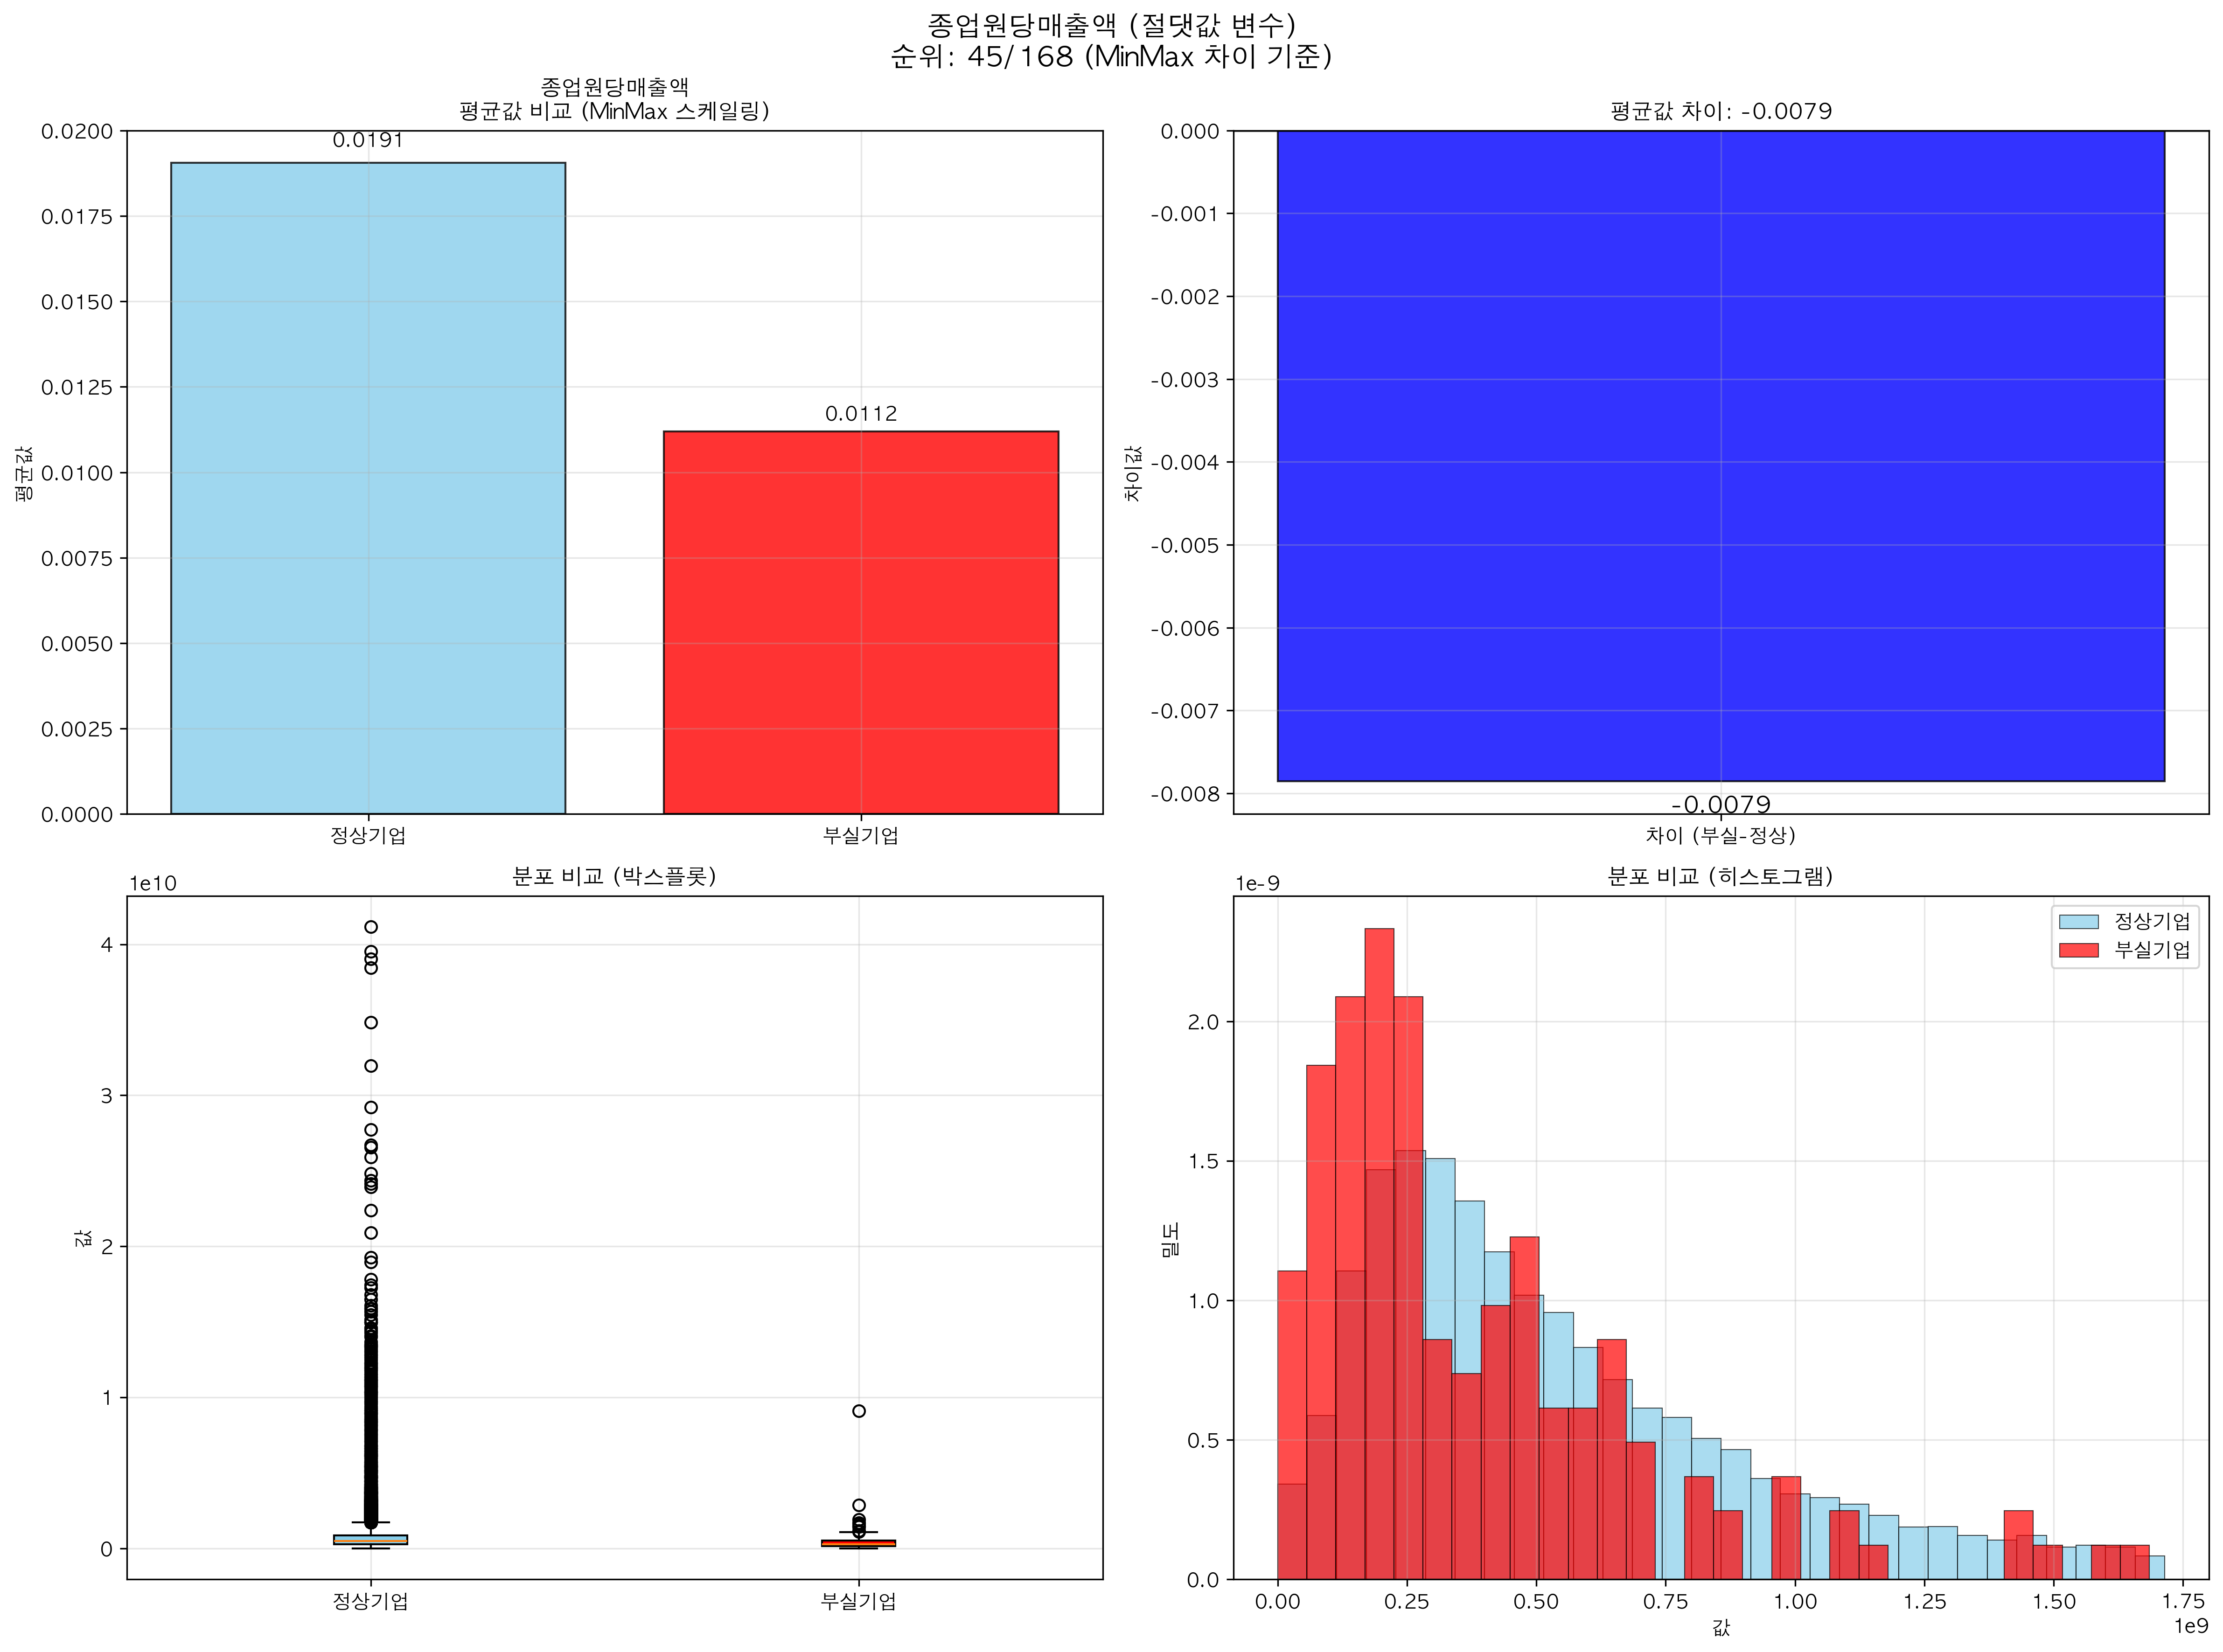 종업원당매출액 (절댓값 변수)
순위: 45/168 (MinMax 차이 기준)
종업원당매출액
평균값 비교 (MinMax 스케일링)
0.0200
0.0175
0.0150
0.0125
0.0100
0.0075
0.0050
0.0025
0.0000
평균값
0.0191
0.0112
정상기업
부실기업
평균값 차이: -0.0079
0.000
-0.001
-0.002
-0.003
-0.004
-0.005
-0.006
-0.007
-0.008
차이값
-0.0079
차이 (부실-정상)
분포 비교 (박스플롯)
1e10
4
3
2
1
0
값
정상기업
부실기업
분포 비교 (히스토그램)
1e-9
정상기업
부실기업
2.0
1.5
1.0
0.5
0.0
밀도
0.00
0.25
0.50
0.75
1.00
1.25
1.50
1.75
1e9
값